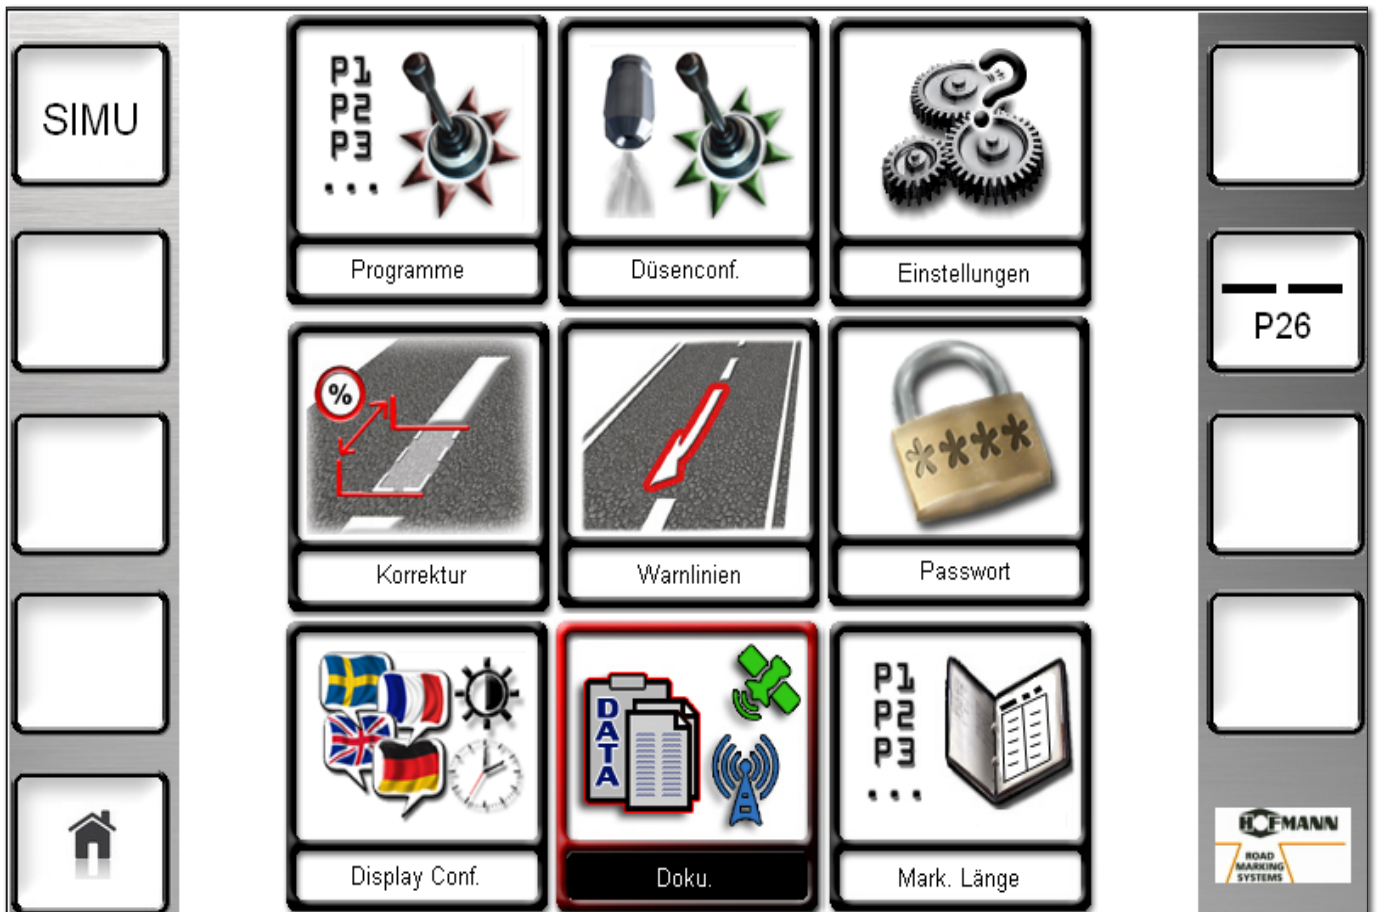 SIMU
P1
P2
P3
...
Programme
Düsenconf.
?
Einstellungen
P26
%
Korrektur
Warnlinien
****
Passwort
Display Conf.
DATA
Doku.
P1
P2
P3
...
Mark. Länge
HOFMANN
ROAD
MARKING
SYSTEMS